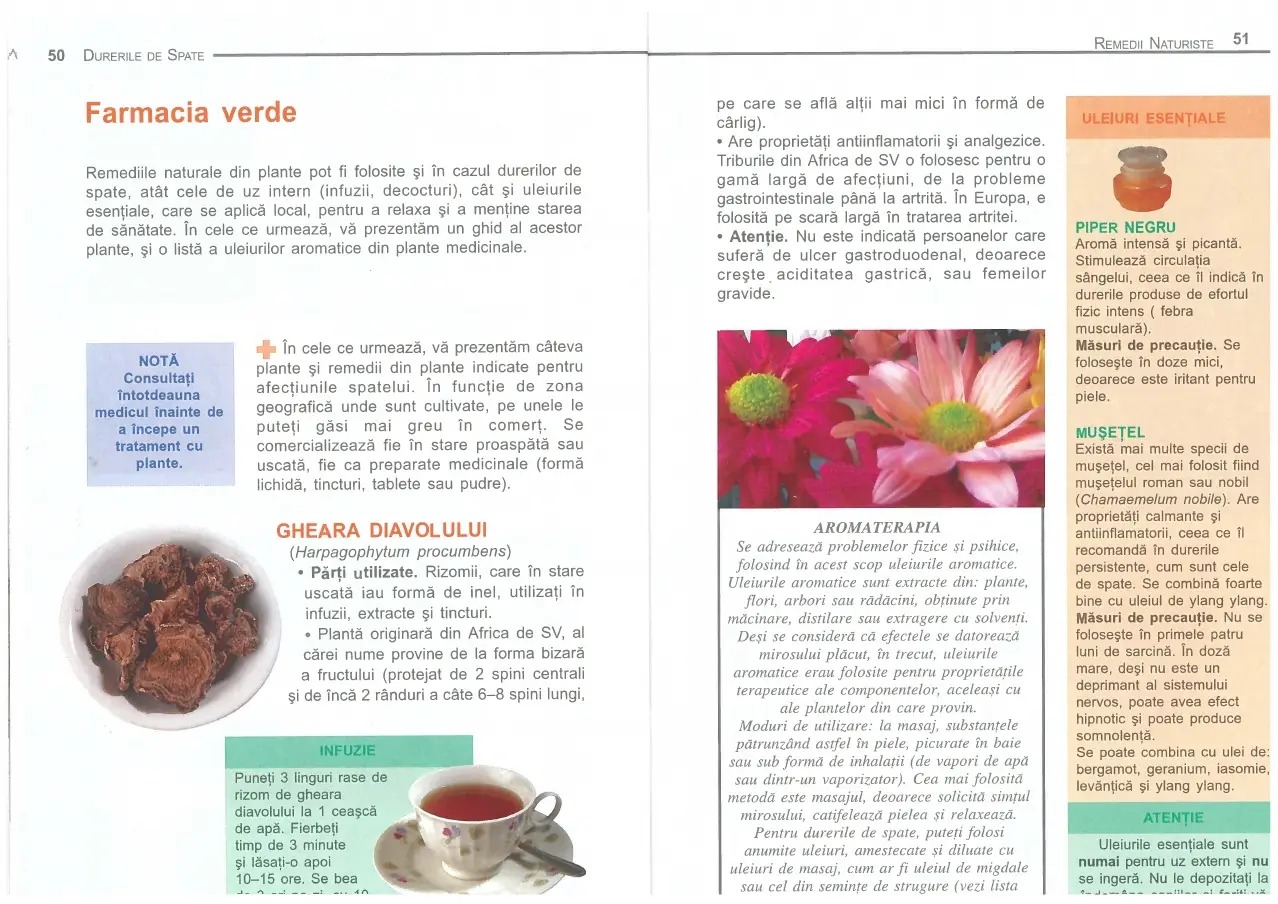 50 DURERILE DE SPATE
Farmacia verde
Remediile naturale din plante pot fi folosite şi în cazul durerilor de
spate, atât cele de uz intern (infuzii, decocturi), cât şi uleiurile
esenţiale, care se aplică local, pentru a relaxa şi a menţine starea
de sănătate. În cele ce urmează, vă prezentăm un ghid al acestor
plante, şi o listă a uleiurilor aromatice din plante medicinale.
NOTĂ
Consultaţi
întotdeauna
medicul înainte de
a începe un
tratament cu
plante.
În cele ce urmează, vă prezentăm câteva
plante şi remedii din plante indicate pentru
afecţiunile spatelui. În funcţie de zona
geografică unde sunt cultivate, pe unele le
puteţi găsi mai greu în comerţ. Se
comercializează fie în stare proaspătă sau
uscată, fie ca preparate medicinale (formă
lichidă, tincturi, tablete sau pudre).
GHEARA DIAVOLULUI
(Harpagophytum procumbens)
• Părţi utilizate. Rizomii, care în stare
uscată iau formă de inel, utilizaţi în
infuzii, extracte şi tincturi.
• Plantă originară din Africa de SV, al
cărei nume provine de la forma bizară
a fructului (protejat de 2 spini centrali
şi de încă 2 rânduri a câte 6–8 spini lungi,
INFUZIE
Puneţi 3 linguri rase de
rizom de gheara
diavolului la 1 ceaşcă
de apă. Fierbeţi
timp de 3 minute
şi lăsaţi-o apoi
10–15 ore. Se bea
REMEDII NATURISTE 51
pe care se află alţii mai mici în formă de
cârlig).
• Are proprietăţi antiinflamatorii şi analgezice.
Triburile din Africa de SV o folosesc pentru o
gamă largă de afecţiuni, de la probleme
gastrointestinale până la artrită. În Europa, e
folosită pe scară largă în tratarea artritei.
• Atenţie. Nu este indicată persoanelor care
suferă de ulcer gastroduodenal, deoarece
creşte aciditatea gastrică, sau femeilor
gravide.
AROMATERAPIA
Se adresează problemelor fizice și psihice,
folosind în acest scop uleiurile aromatice.
Uleiurile aromatice sunt extracte din: plante,
flori, arbori sau rădăcini, obținute prin
măcinare, distilare sau extragere cu solvenți.
Deși se consideră că efectele se datorează
mirosului plăcut, în trecut, uleiurile
aromatice erau folosite pentru proprietățile
terapeutice ale componentelor, aceleași cu
ale plantelor din care provin.
Moduri de utilizare: la masaj, substanțele
pătrunzând astfel în piele, picurate în baie
sau sub formă de inhalații (de vapori de apă
sau dintr-un vaporizator). Cea mai folosită
metodă este masajul, deoarece solicită simțul
mirosului, catifelează pielea și relaxează.
Pentru durerile de spate, puteți folosi
anumite uleiuri, amestecate și diluate cu
uleiuri de masaj, cum ar fi uleiul de migdale
sau cel din semințe de strugure (vezi lista
ULEIURI ESENŢIALE
PIPER NEGRU
Aromă intensă şi picantă.
Stimulează circulaţia
sângelui, ceea ce îl indică în
durerile produse de efortul
fizic intens ( febra
musculară).
Măsuri de precauţie. Se
foloseşte în doze mici,
deoarece este iritant pentru
piele.
MUŞEŢEL
Există mai multe specii de
muşeţel, cel mai folosit fiind
muşeţelul roman sau nobil
(Chamaemelum nobile). Are
proprietăţi calmante şi
antiinflamatorii, ceea ce îl
recomandă în durerile
persistente, cum sunt cele
de spate. Se combină foarte
bine cu uleiul de ylang ylang.
Măsuri de precauţie. Nu se
foloseşte în primele patru
luni de sarcină. În doză
mare, deşi nu este un
deprimant al sistemului
nervos, poate avea efect
hipnotic şi poate produce
somnolenţă.
Se poate combina cu ulei de:
bergamot, geranium, iasomie,
levănţică şi ylang ylang.
ATENŢIE
Uleiurile esenţiale sunt
numai pentru uz extern şi nu
se ingeră. Nu le depozitaţi la